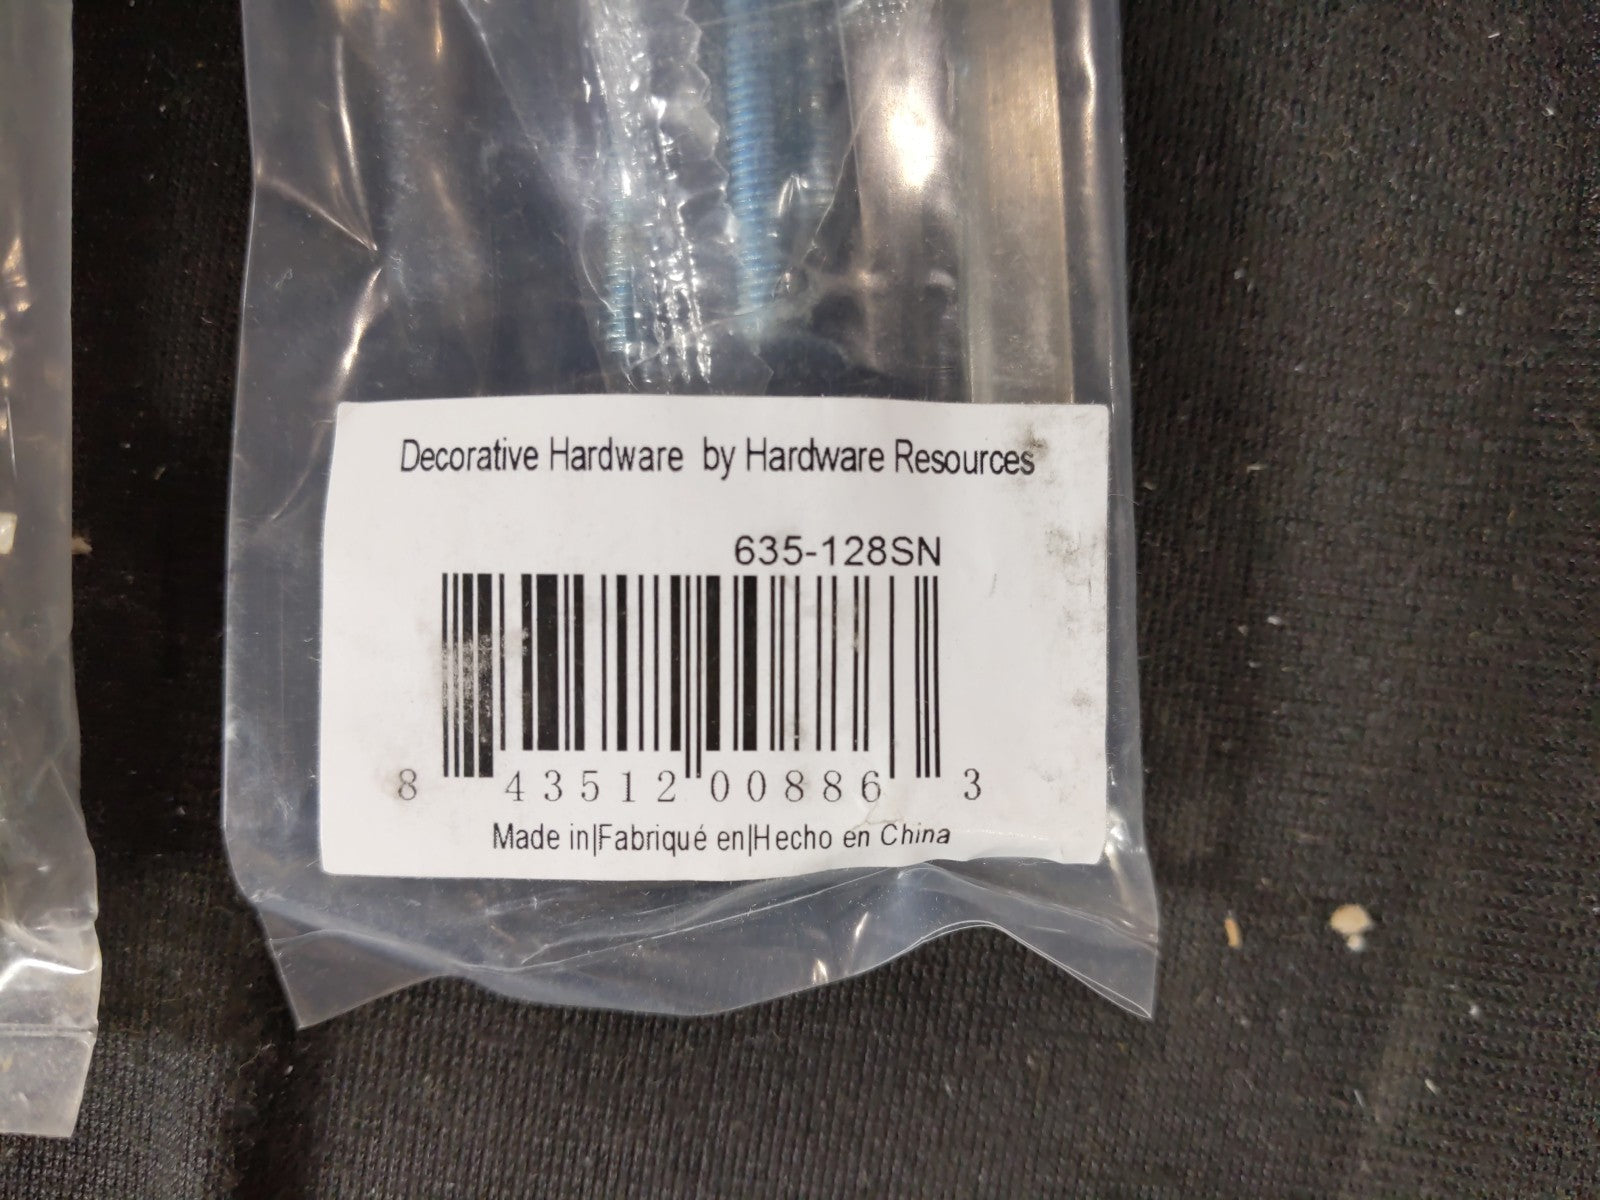 Decorative Hardware by Hardware Resources
635-128SN
8 43512 00886 3
Made in|Fabriqué en|Hecho en China